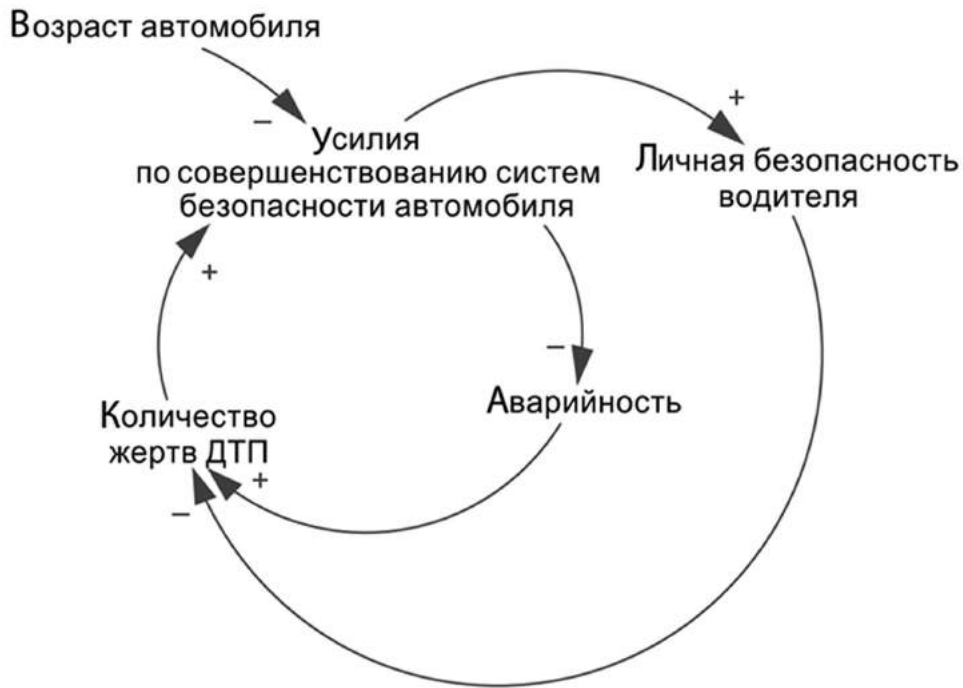 Возраст автомобиля
–
+
Усилия
по совершенствованию систем
безопасности автомобиля
Личная безопасность
водителя
+
–
Аварийность
Количество
жертв ДТП
+
–